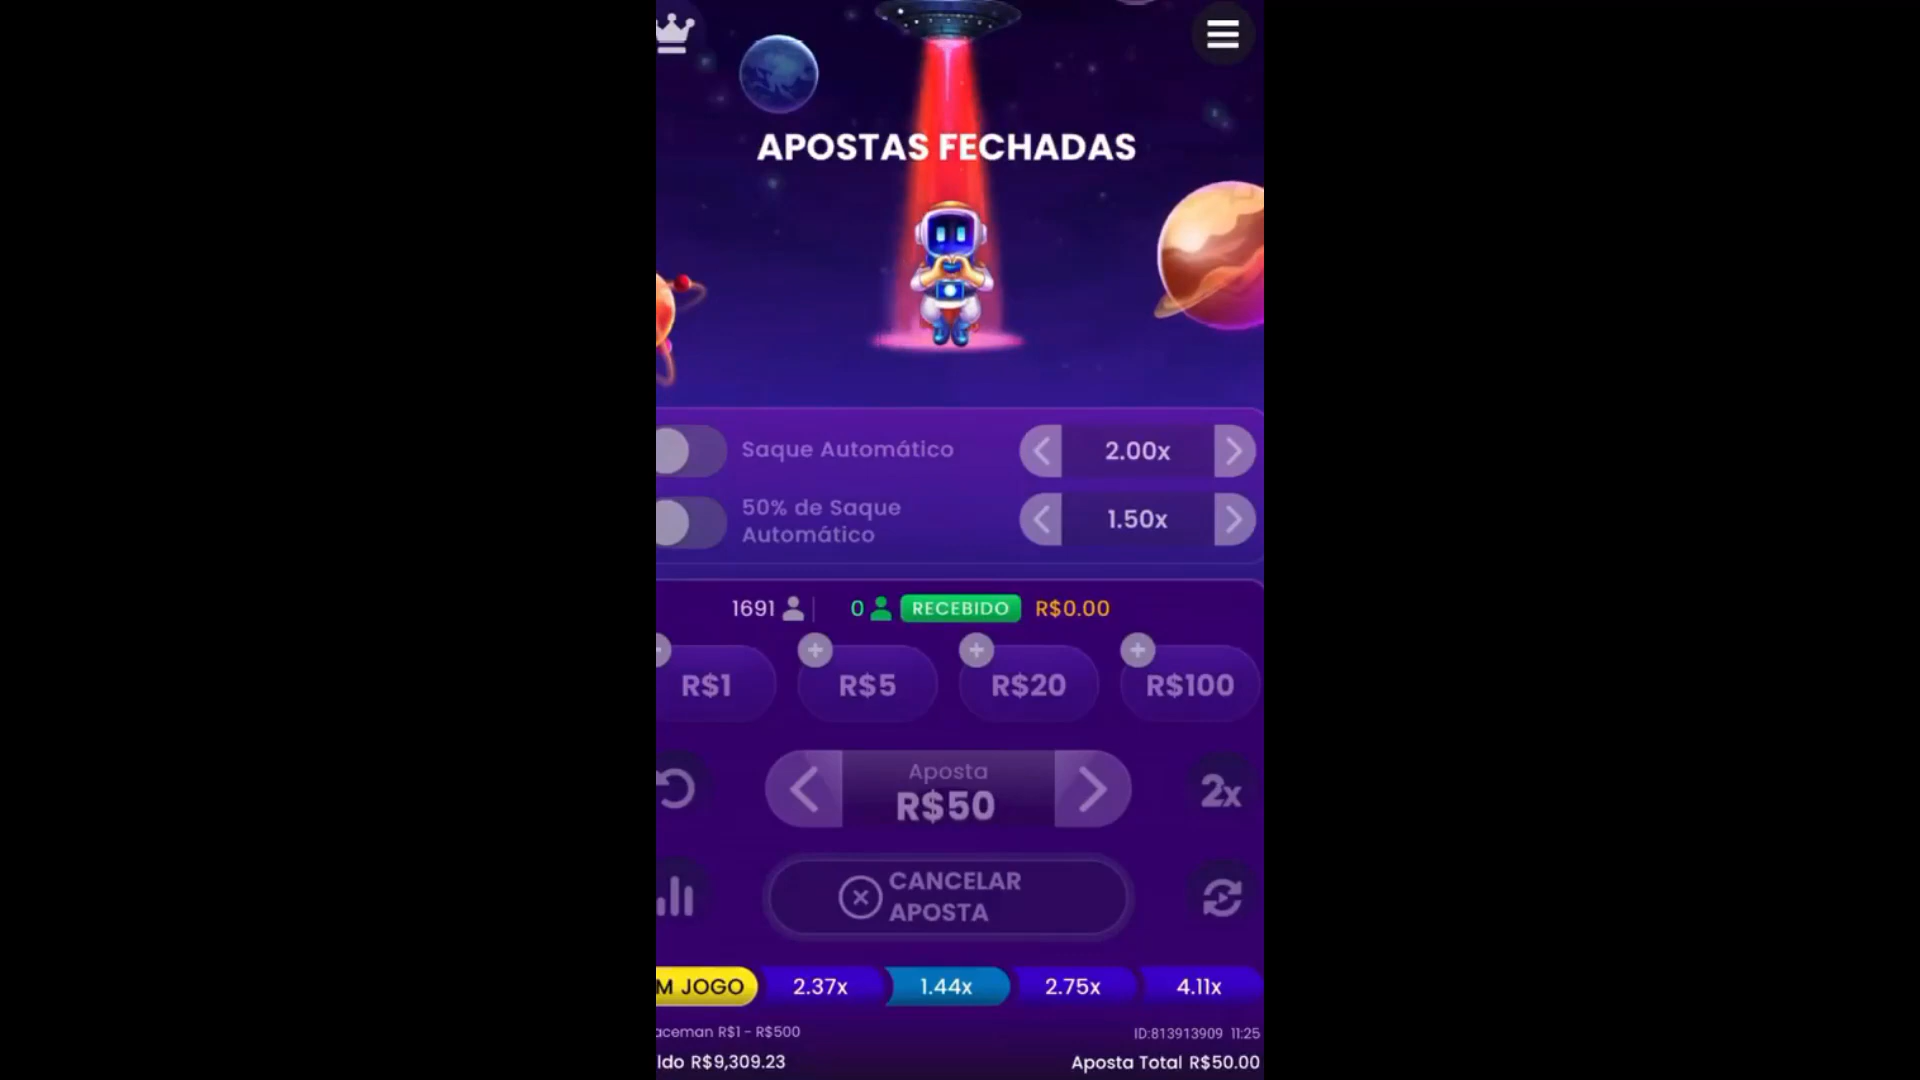 APOSTAS FECHADAS
Saque Automático
2.00x
50% de Saque
Automático
1.50x
1691
0
RECEBIDO
R$0.00
R$1
R$5
R$20
R$100
Aposta
R$50
2x
CANCELAR
APOSTA
M JOGO
2.37x
1.44x
2.75x
4.11x
aceman R$1 - R$500
ID:813913909 11:25
ldo R$9,309.23
Aposta Total R$50.00